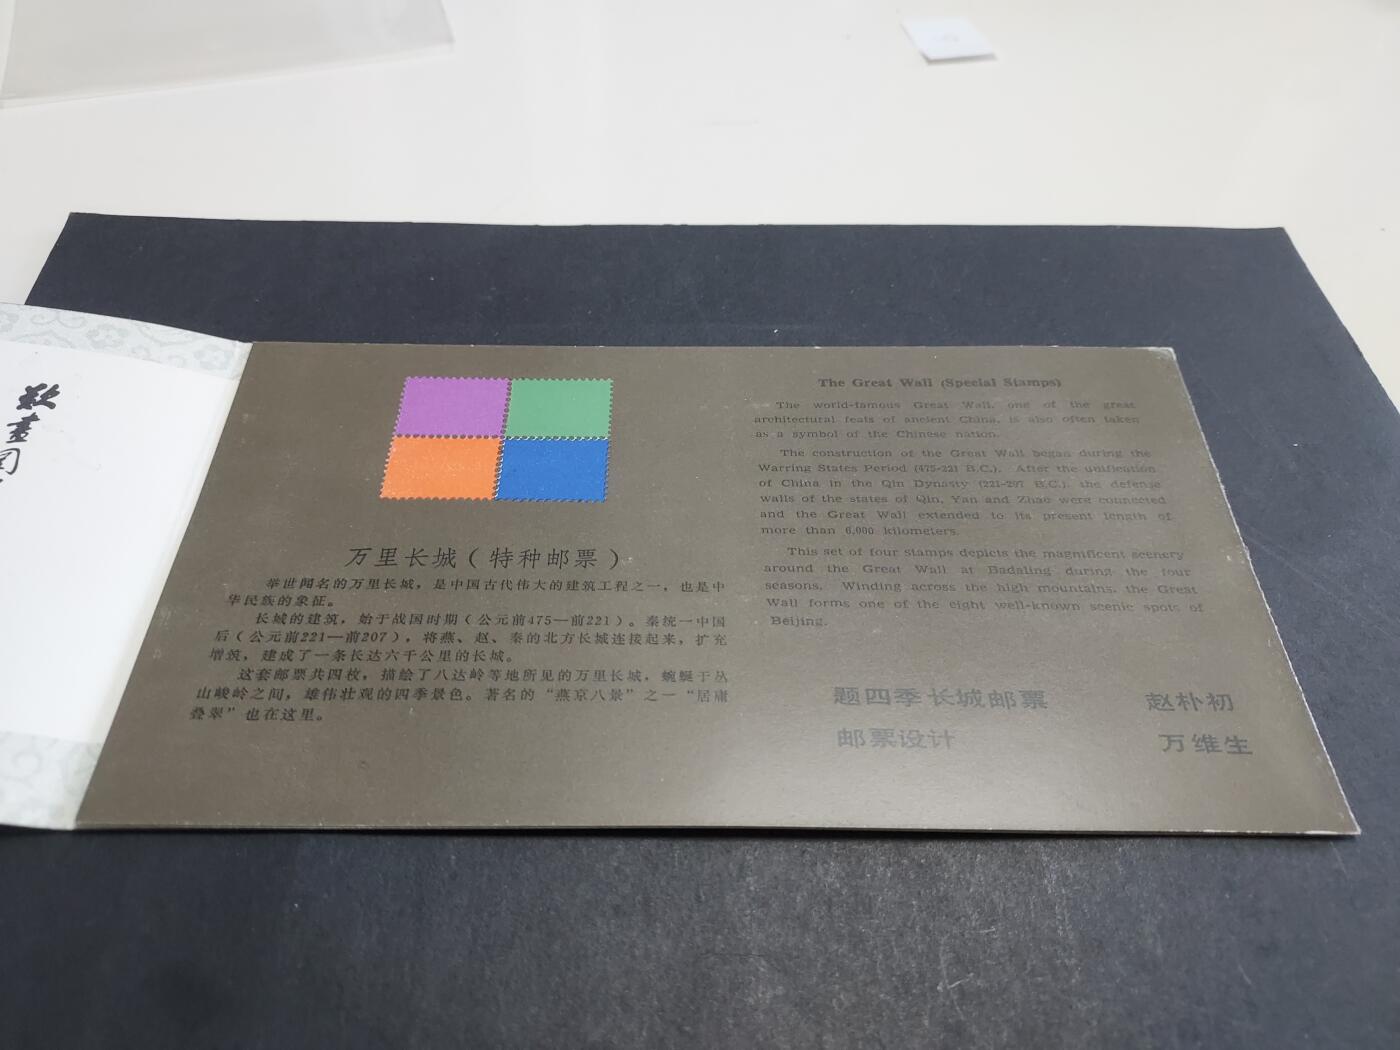 歡
畫
万里长城（特种邮票）
举世闻名的万里长城，是中国古代伟大的建筑工程之一，也是中
华民族的象征。
长城的建筑，始于战国时期（公元前475—前221）。秦统一中国
后（公元前221—前207），将燕、赵、秦的北方长城连接起来，扩充
增筑，建成了一条长达六千公里的长城。
这套邮票共四枚，描绘了八达岭等地所见的万里长城，蜿蜒于丛
山峻岭之间，雄伟壮观的四季景色。著名的“燕京八景”之一“居庸
叠翠”也在这里。
The Great Wall (Special Stamps)
The world-famous Great Wall, one of the great
architectural feats of ancient China, is also often taken
as a symbol of the Chinese nation.
The construction of the Great Wall began during the
Warring States Period (475-221 B.C.). After the unification
of China in the Qin Dynasty (221-207 B.C.), the defense
walls of the states of Qin, Yan and Zhao were connected
and the Great Wall extended to its present length of
more than 6,000 kilometers.
This set of four stamps depicts the magnificent scenery
around the Great Wall at Badaling during the four
seasons. Winding across the high mountains, the Great
Wall forms one of the eight well-known scenic spots of
Beijing.
题四季长城邮票 赵朴初
邮票设计 万维生